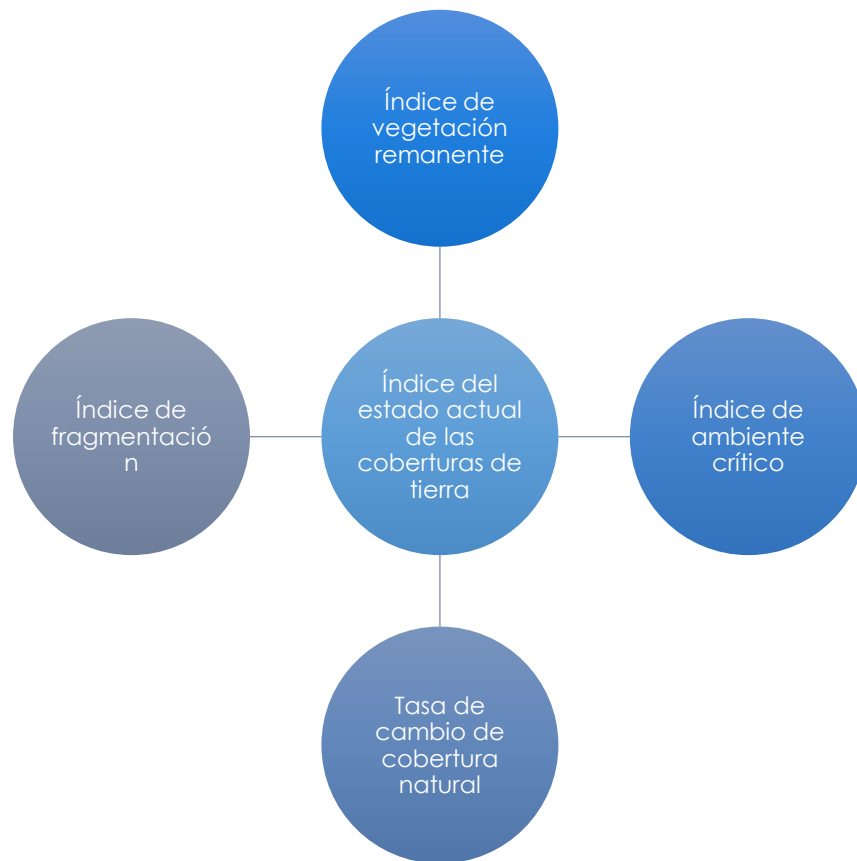 Índice de
vegetación
remanente
Índice de
fragmentació
n
Índice del
estado actual
de las
coberturas de
tierra
Índice de
ambiente
crítico
Tasa de
cambio de
cobertura
natural